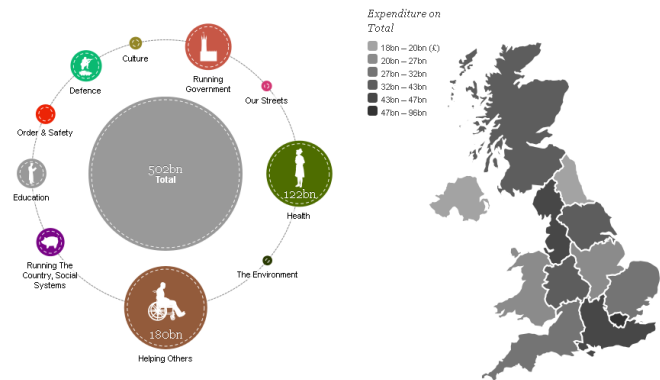 Culture
Running
Government
Defence
Our Streets
Order & Safety
502bn
Total
122bn
Education
Health
Running The
Country, Social
Systems
The Environment
180bn
Helping Others
Expenditure on
Total
18bn – 20bn (£)
20bn – 27bn
27bn – 32bn
32bn – 43bn
43bn – 47bn
47bn – 96bn